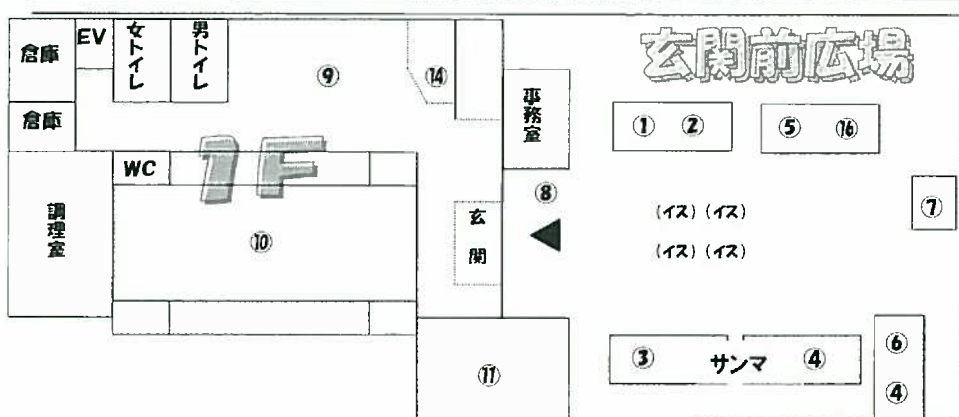 倉庫
EV
女トイレ
男トイレ
⑨
⑭
倉庫
1F
WC
調理室
⑩
事務室
⑧
玄関
⑪
玄関前広場
① ②
⑤ ⑯
⑦
(イス) (イス)
(イス) (イス)
③ サンマ ④
⑥
④